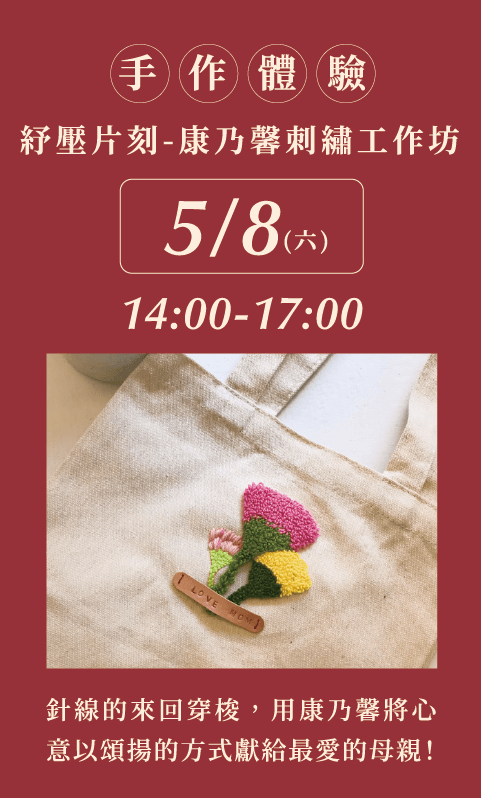 手作體驗
紓壓片刻-康乃馨刺繡工作坊
5/8(六)
14:00-17:00
LOVE MOM
針線的來回穿梭，用康乃馨將心
意以頌揚的方式獻給最愛的母親！